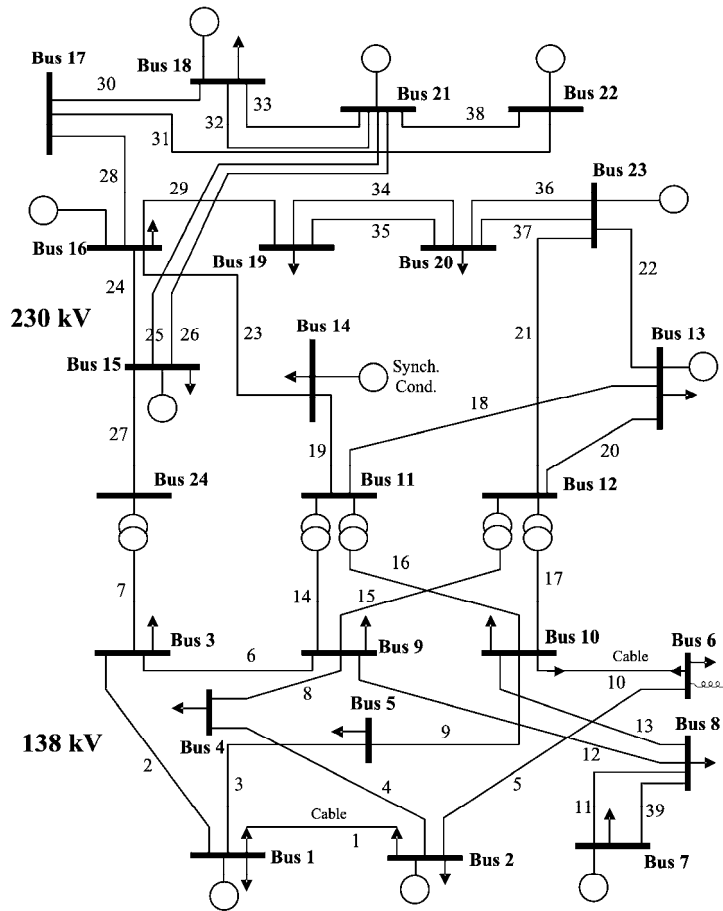 Bus 17
Bus 18
30
33
32
31
Bus 21
38
Bus 22
28
29
34
36
Bus 23
35
37
Bus 16
Bus 19
Bus 20
22
24
230 kV
25
26
23
Bus 14
21
Bus 13
Bus 15
Synch.
Cond.
18
27
19
20
Bus 24
Bus 11
Bus 12
16
7
14
15
17
Bus 3
Bus 9
Bus 10
Bus 6
6
Cable
8
10
Bus 5
13
Bus 8
138 kV
Bus 4
9
12
2
3
4
5
11
39
Cable
1
Bus 1
Bus 2
Bus 7